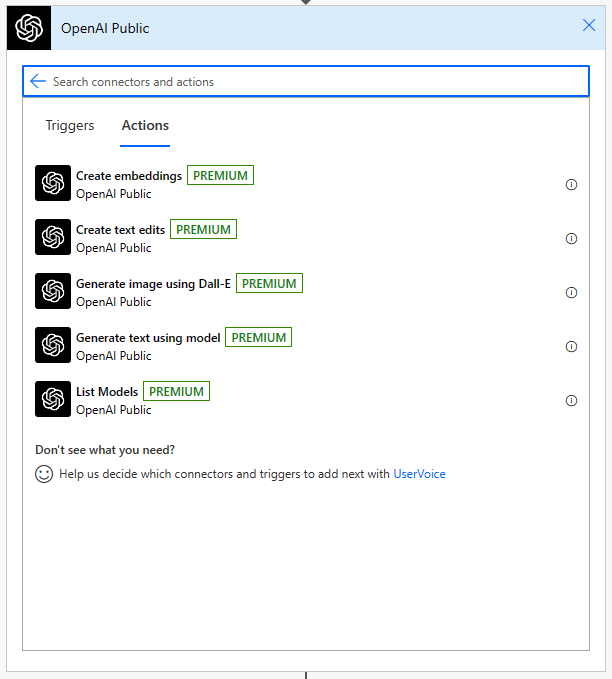 OpenAI Public
Search connectors and actions
Triggers Actions
Create embeddings PREMIUM
OpenAI Public
Create text edits PREMIUM
OpenAI Public
Generate image using Dall-E PREMIUM
OpenAI Public
Generate text using model PREMIUM
OpenAI Public
List Models PREMIUM
OpenAI Public
Don't see what you need?
Help us decide which connectors and triggers to add next with UserVoice